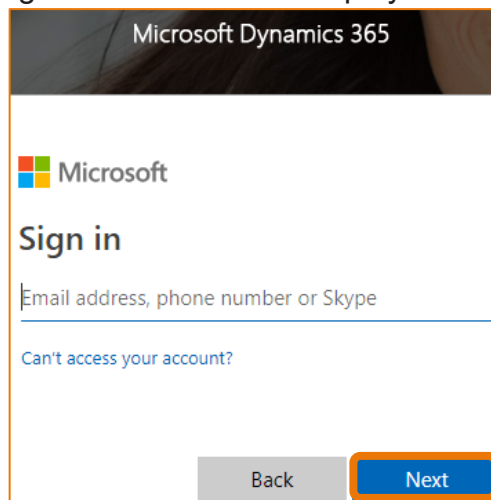 Microsoft Dynamics 365
Microsoft
Sign in
Email address, phone number or Skype
Can't access your account?
Back Next